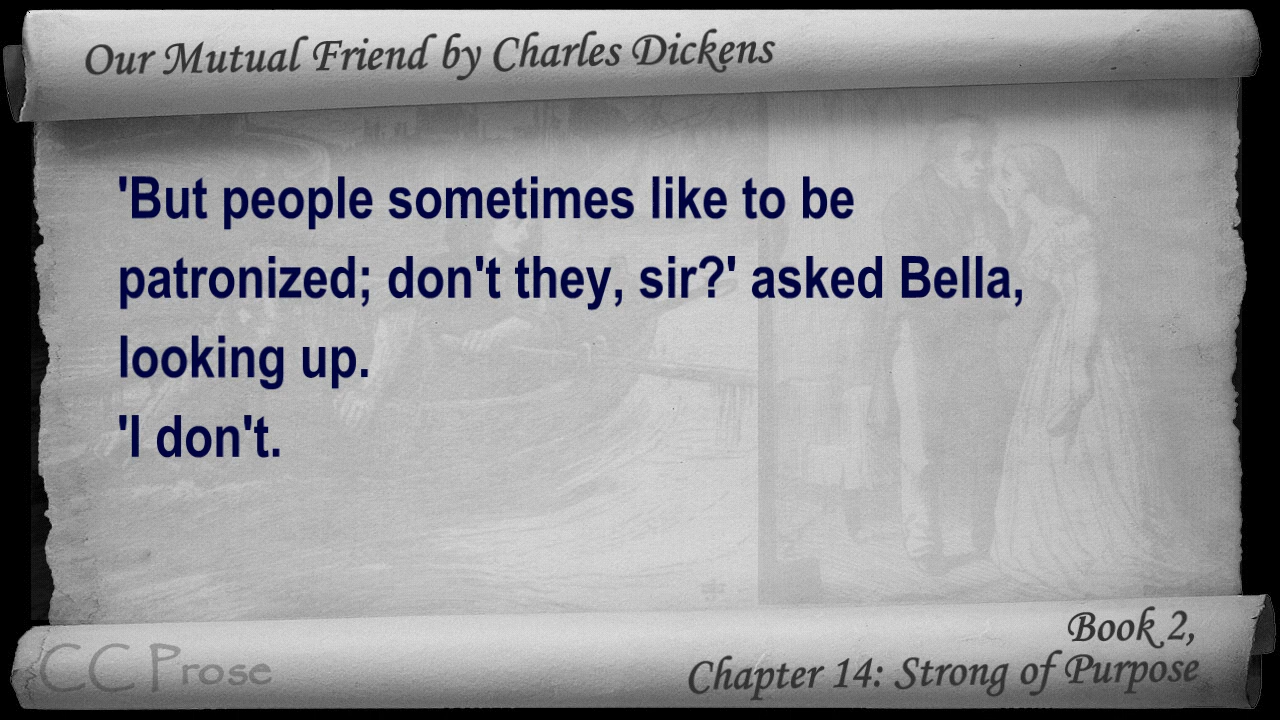 Our Mutual Friend by Charles Dickens
'But people sometimes like to be
patronized; don't they, sir?' asked Bella,
looking up.
'I don't.
Book 2,
CC Prose
Chapter 14: Strong of Purpose